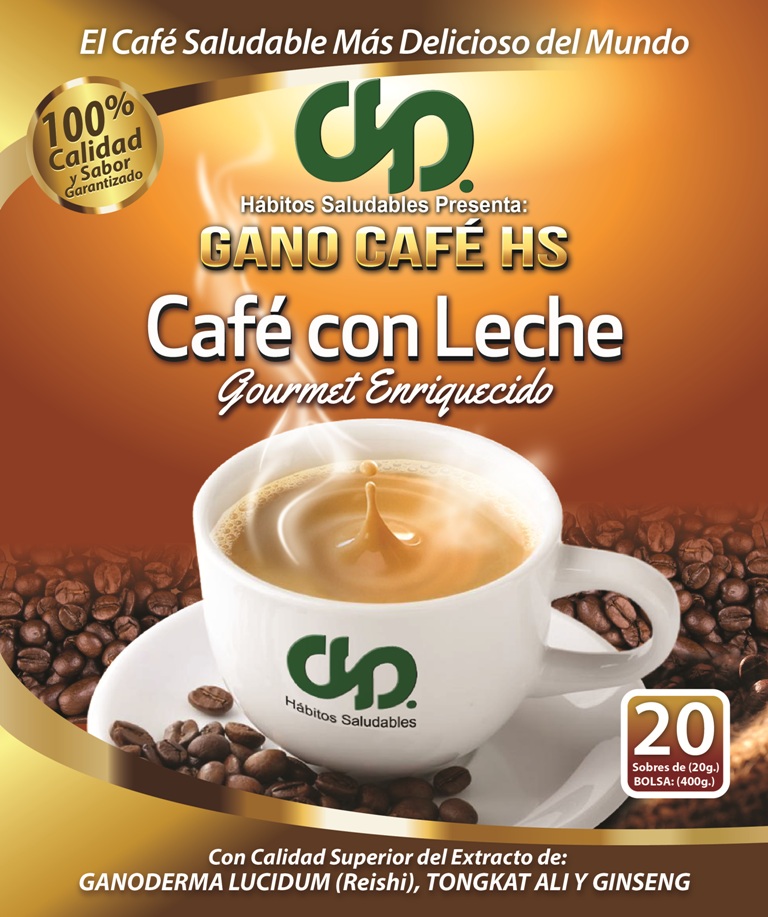 El Café Saludable Más Delicioso del Mundo
100%
Calidad
y Sabor
Garantizado
Hábitos Saludables Presenta:
GANO CAFÉ HS
Café con Leche
Gourmet Enriquecido
Hábitos Saludables
20
Sobres de (20g.)
BOLSA: (400g.)
Con Calidad Superior del Extracto de:
GANODERMA LUCIDUM (Reishi), TONGKAT ALI Y GINSENG